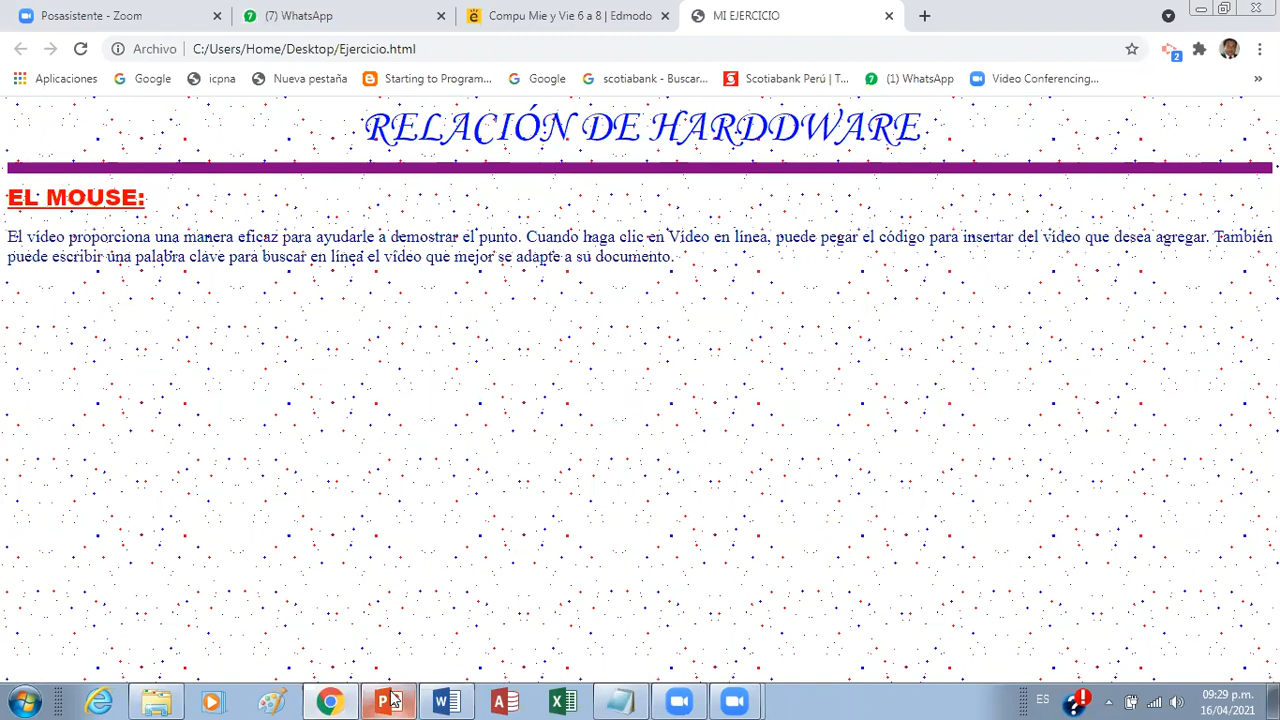 Posasistente - Zoom
(7) WhatsApp
Compu Mie y Vie 6 a 8 | Edmodo
MI EJERCICIO
Archivo C:/Users/Home/Desktop/Ejercicio.html
2
Aplicaciones Google icpna Nueva pestaña Starting to Program... Google scotiabank - Buscar... Scotiabank Perú | T... (1) WhatsApp Video Conferencing... »
RELACIÓN DE HARDDWARE
EL MOUSE:
El vídeo proporciona una manera eficaz para ayudarle a demostrar el punto. Cuando haga clic en Vídeo en línea, puede pegar el código para insertar del vídeo que desea agregar. También
puede escribir una palabra clave para buscar en línea el vídeo que mejor se adapte a su documento.
ES
09:29 p.m.
16/04/2021